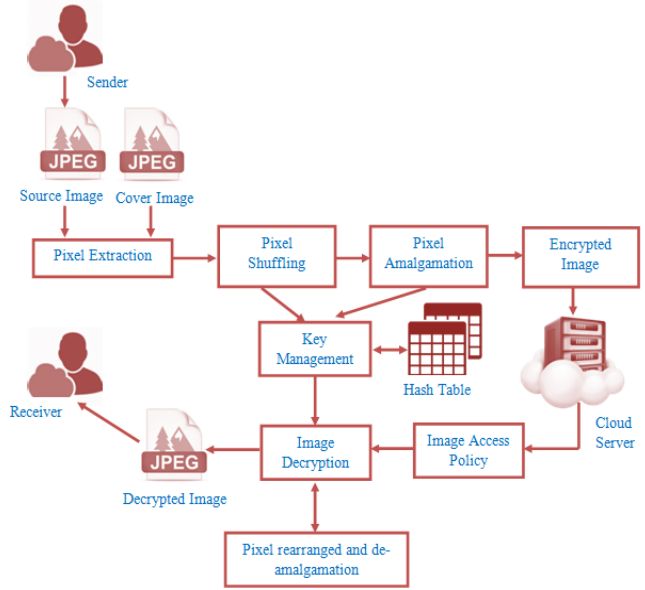 Sender
JPEG
JPEG
Source Image
Cover Image
Pixel Extraction
Pixel
Shuffling
Pixel
Amalgamation
Encrypted
Image
Key
Management
Hash Table
Cloud
Server
Receiver
JPEG
Decrypted Image
Image
Decryption
Image Access
Policy
Pixel rearranged and de-
amalgamation